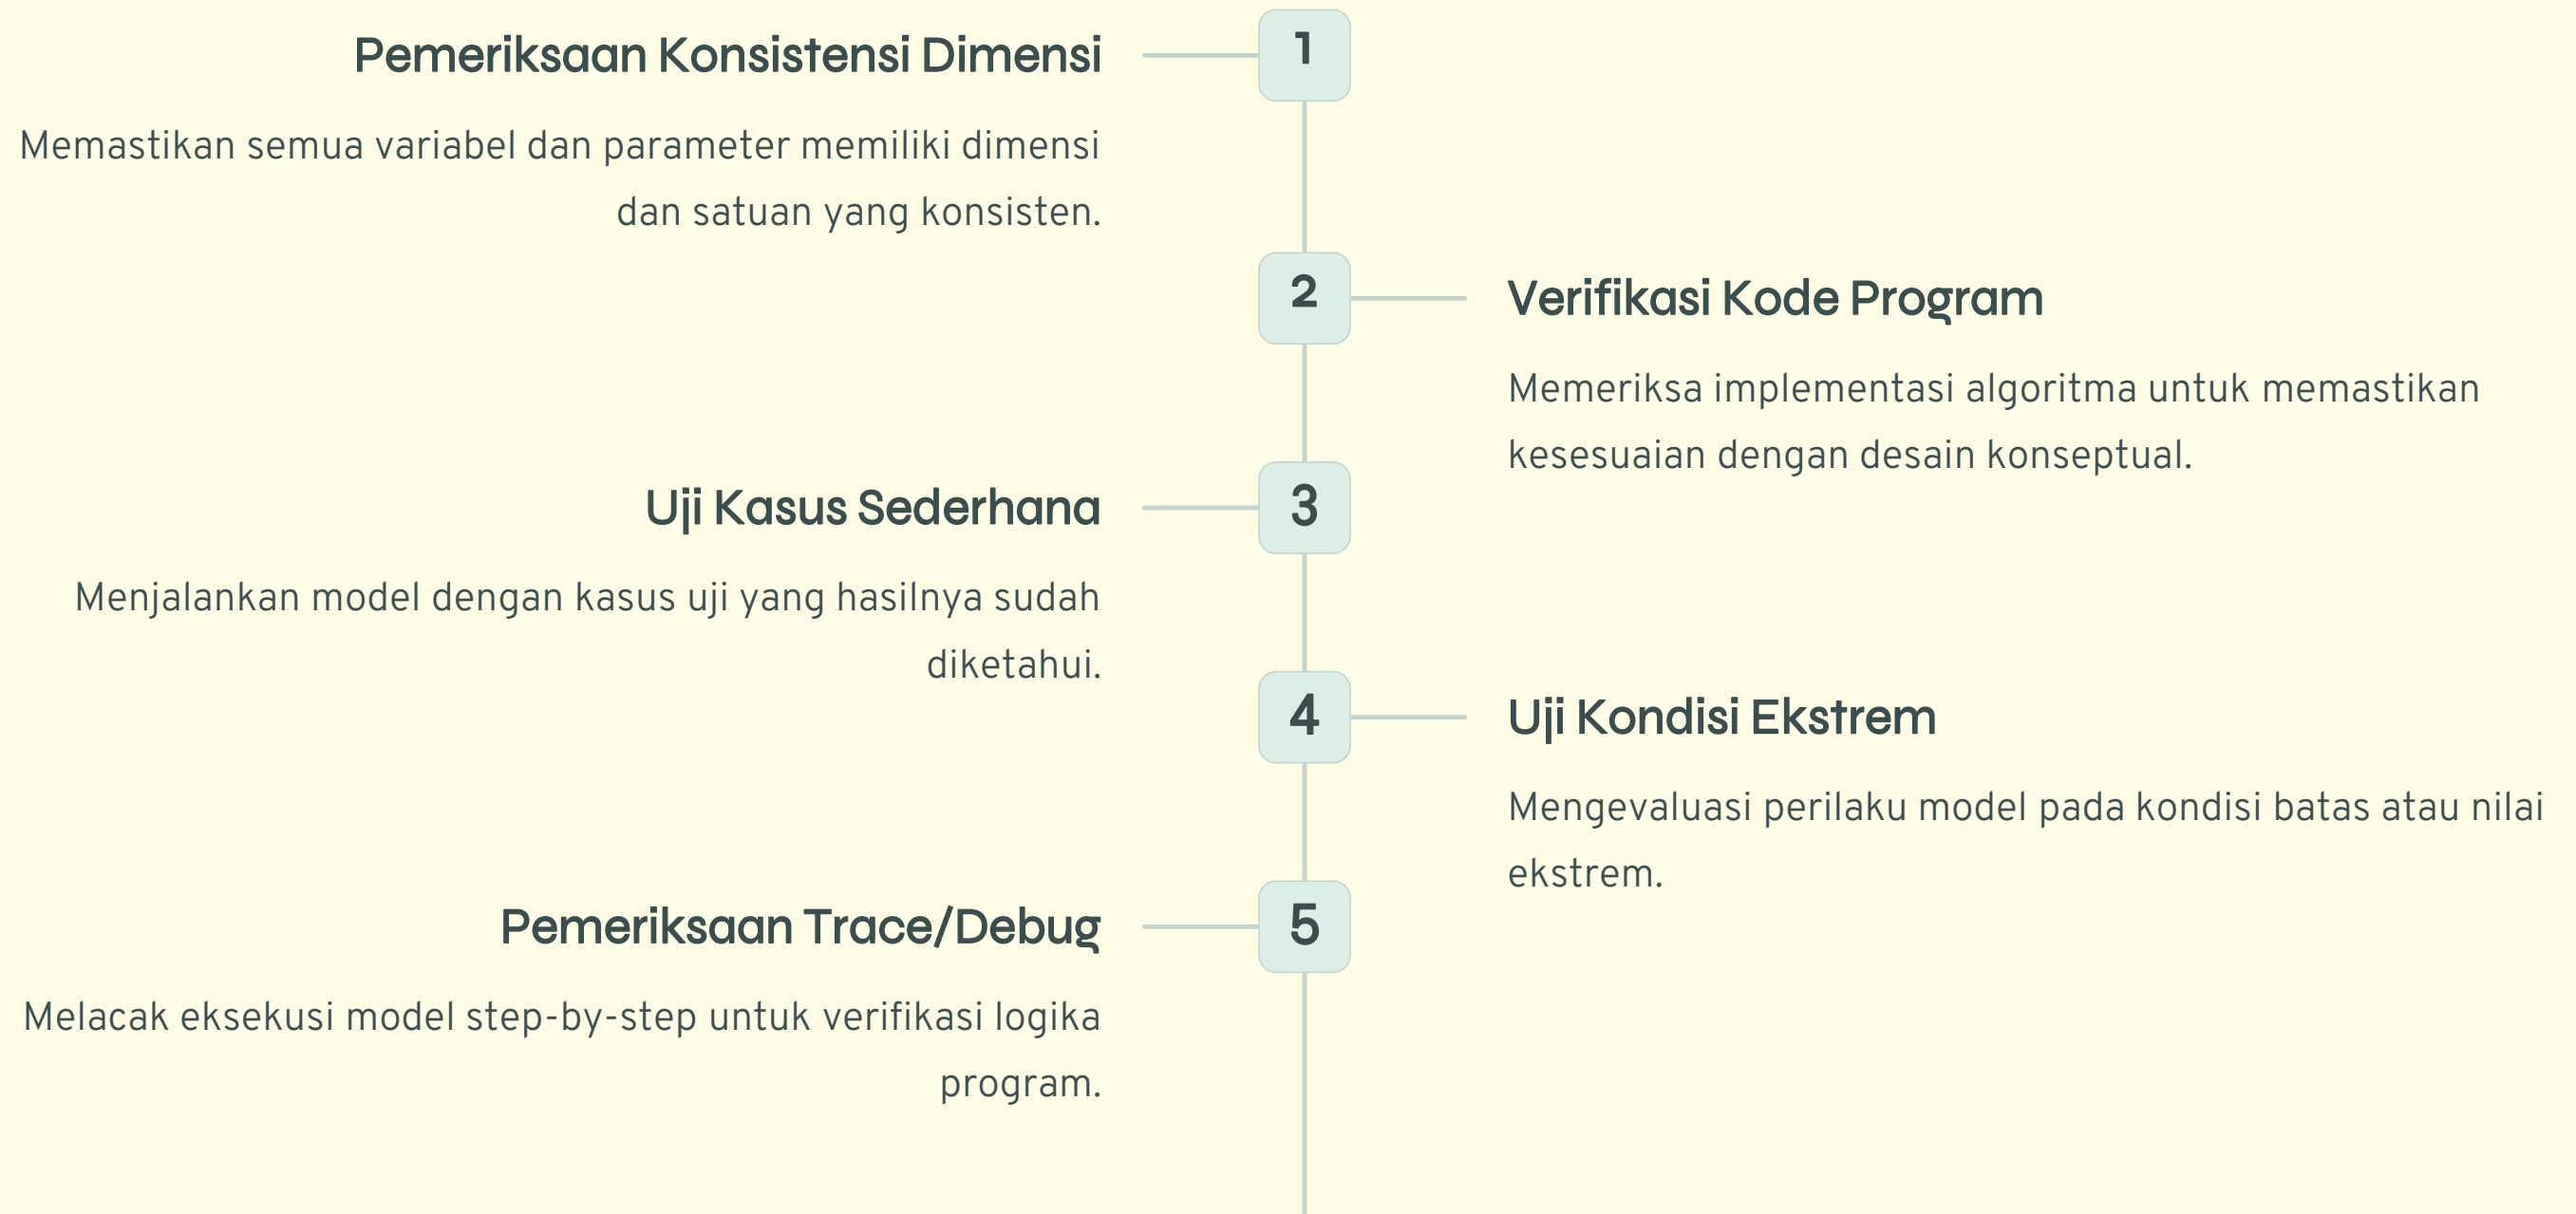 1
Pemeriksaan Konsistensi Dimensi
Memastikan semua variabel dan parameter memiliki dimensi
dan satuan yang konsisten.
2
Verifikasi Kode Program
Memeriksa implementasi algoritma untuk memastikan
kesesuaian dengan desain konseptual.
3
Uji Kasus Sederhana
Menjalankan model dengan kasus uji yang hasilnya sudah
diketahui.
4
Uji Kondisi Ekstrem
Mengevaluasi perilaku model pada kondisi batas atau nilai
ekstrem.
5
Pemeriksaan Trace/Debug
Melacak eksekusi model step-by-step untuk verifikasi logika
program.